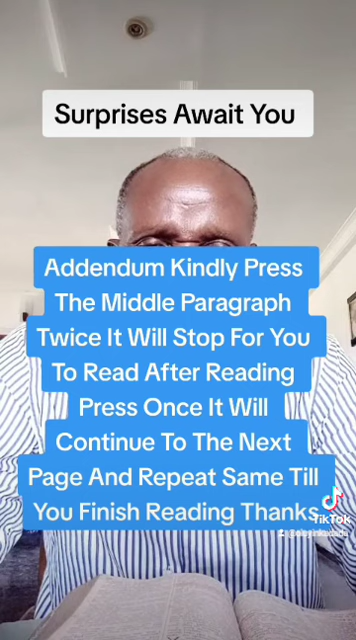 Surprises Await You
Addendum Kindly Press
The Middle Paragraph
Twice It Will Stop For You
To Read After Reading
Press Once It Will
Continue To The Next
Page And Repeat Same Till
You Finish Reading Thanks
TikTok